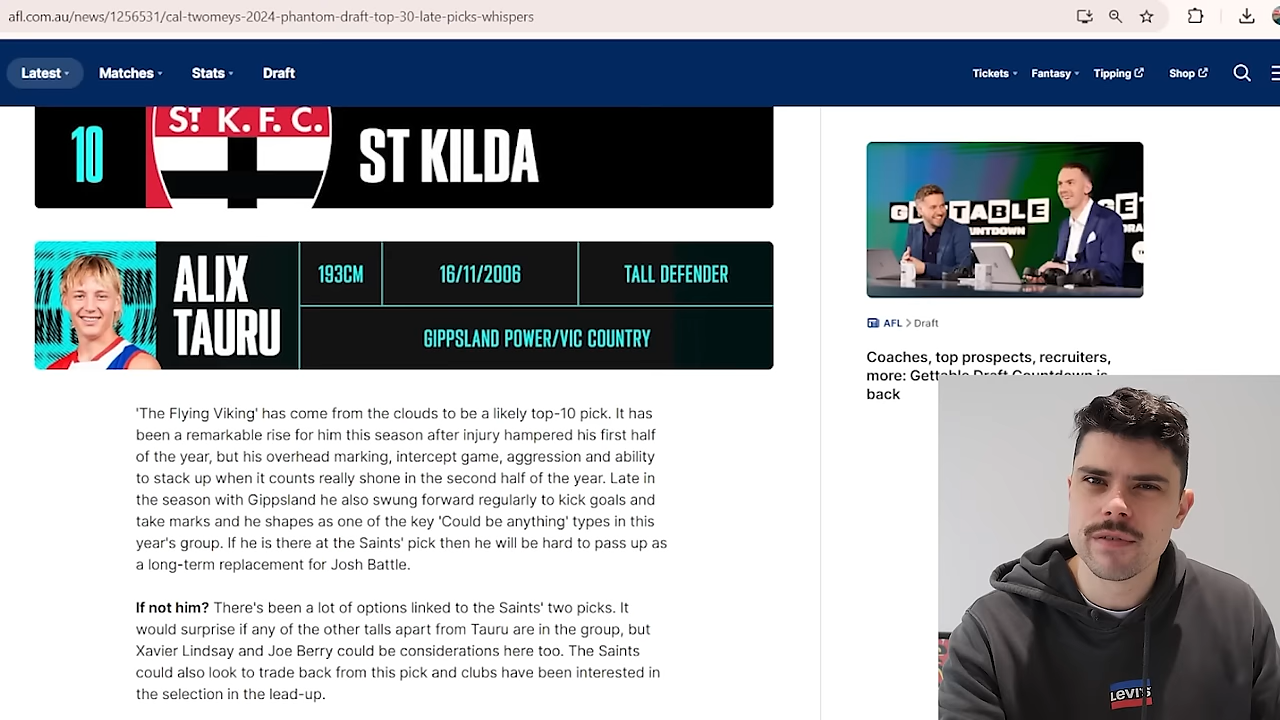 afl.com.au/news/1256531/cal-twomeys-2024-phantom-draft-top-30-late-picks-whispers
Latest
Matches
Stats
Draft
Tickets
Fantasy
Tipping
Shop
10
ST K.F.C.
ST KILDA
ALIX
TAURU
193CM
16/11/2006
TALL DEFENDER
GIPPSLAND POWER/VIC COUNTRY
'The Flying Viking' has come from the clouds to be a likely top-10 pick. It has
been a remarkable rise for him this season after injury hampered his first half
of the year, but his overhead marking, intercept game, aggression and ability
to stack up when it counts really shone in the second half of the year. Late in
the season with Gippsland he also swung forward regularly to kick goals and
take marks and he shapes as one of the key 'Could be anything' types in this
year's group. If he is there at the Saints' pick then he will be hard to pass up as
a long-term replacement for Josh Battle.
If not him? There's been a lot of options linked to the Saints' two picks. It
would surprise if any of the other talls apart from Tauru are in the group, but
Xavier Lindsay and Joe Berry could be considerations here too. The Saints
could also look to trade back from this pick and clubs have been interested in
the selection in the lead-up.
GETTABLE
AFL > Draft
Coaches, top prospects, recruiters,
more: Gettable Draft Countdown is
back
LEVI'S